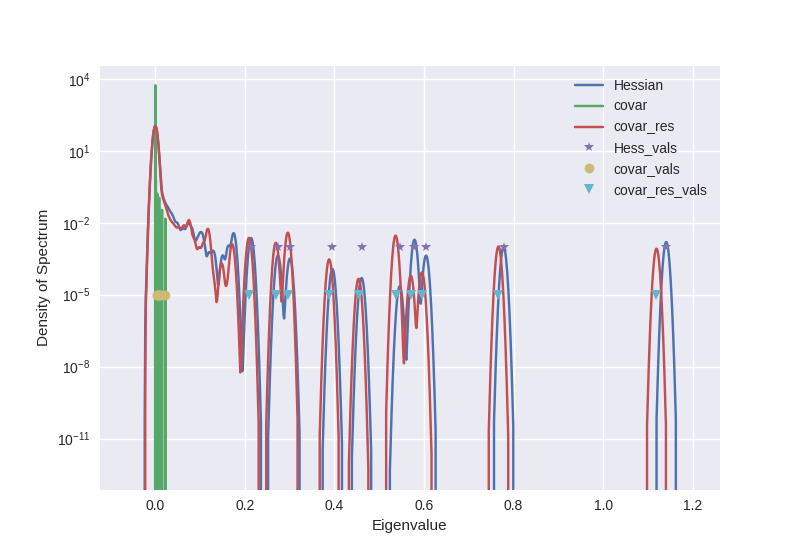 10^4
10^1
10^-2
10^-5
10^-8
10^-11
Density of Spectrum
Hessian
covar
covar_res
Hess_vals
covar_vals
covar_res_vals
0.0 0.2 0.4 0.6 0.8 1.0 1.2
Eigenvalue